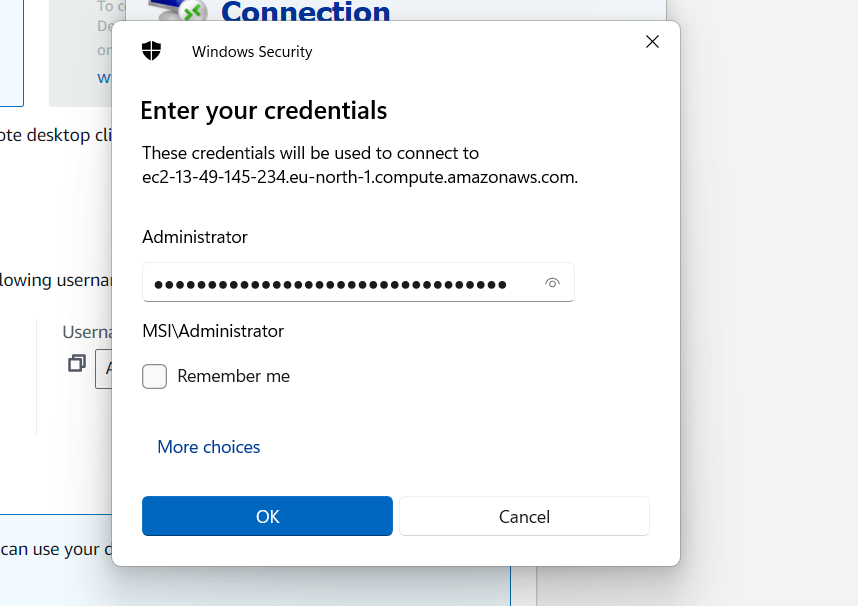 To c
Connection
De
or
w
Windows Security
Enter your credentials
ote desktop cli
These credentials will be used to connect to
ec2-13-49-145-234.eu-north-1.compute.amazonaws.com.
Administrator
●●●●●●●●●●●●●●●●●●●●●●●●●●●●●●●●●
lowing userna
MSI\Administrator
Userna
A
Remember me
More choices
OK
Cancel
can use your d